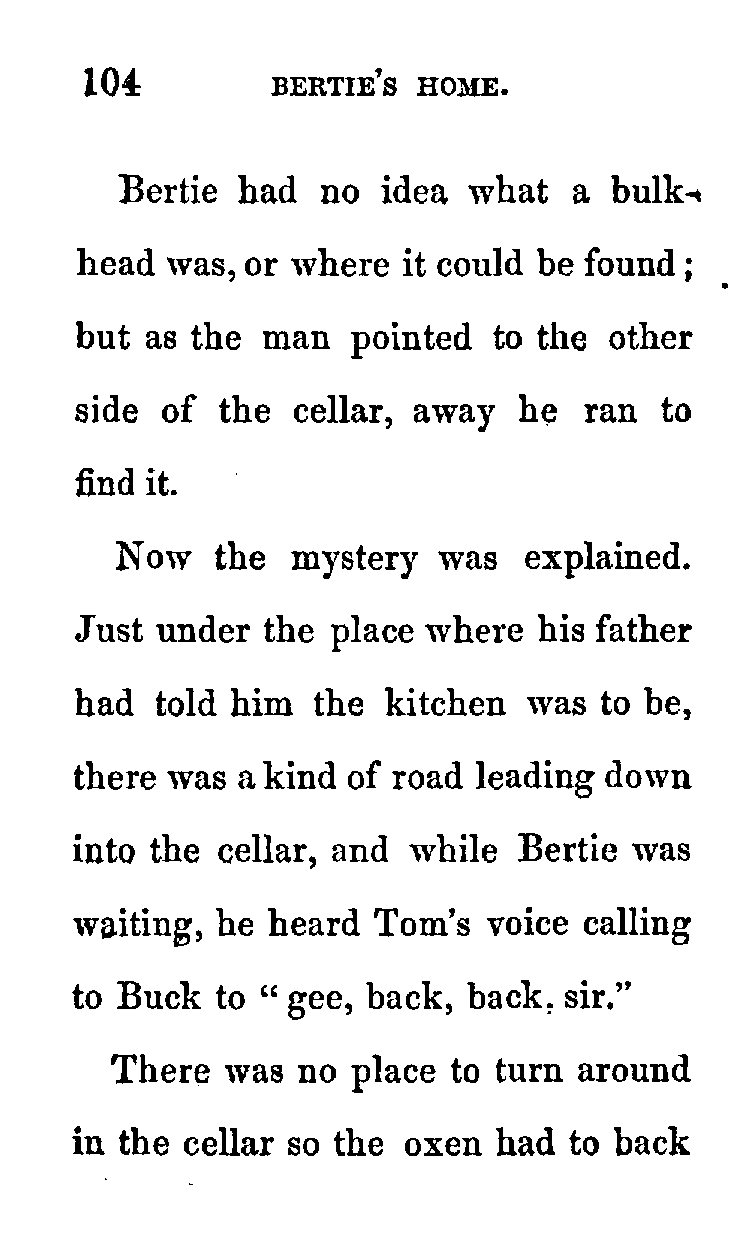 104 BERTIE'S HOME.
Bertie had no idea what a bulk-
head was, or where it could be found;
but as the man pointed to the other
side of the cellar, away he ran to
find it.
Now the mystery was explained.
Just under the place where his father
had told him the kitchen was to be,
there was a kind of road leading down
into the cellar, and while Bertie was
waiting, he heard Tom's voice calling
to Buck to "gee, back, back, sir."
There was no place to turn around
in the cellar so the oxen had to back